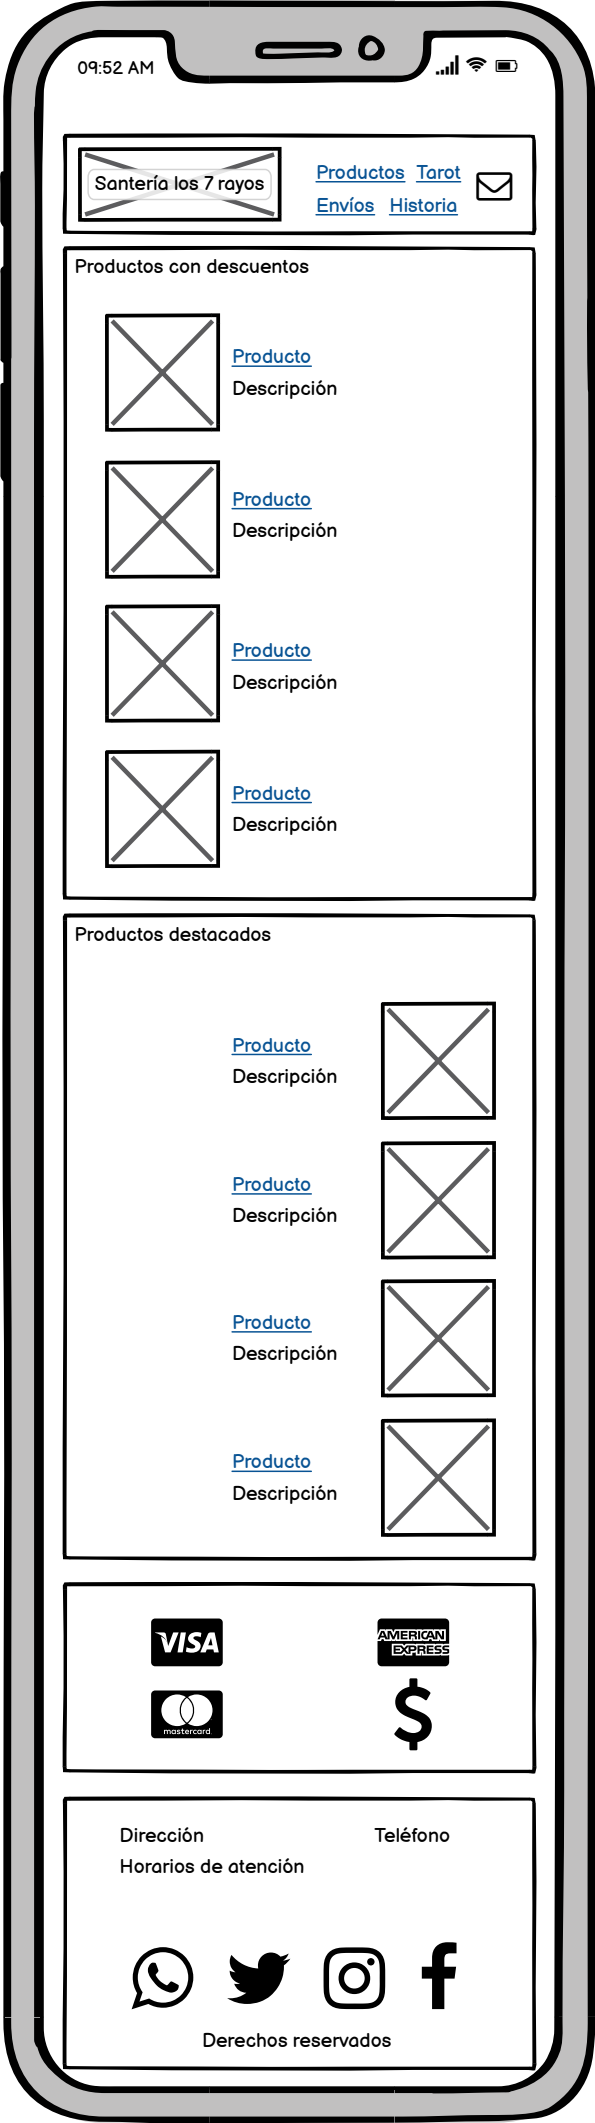 09:52 AM
Santería los 7 rayos
Productos Tarot
Envíos Historia
Productos con descuentos
Producto
Descripción
Producto
Descripción
Producto
Descripción
Producto
Descripción
Productos destacados
Producto
Descripción
Producto
Descripción
Producto
Descripción
Producto
Descripción
VISA
AMERICAN
EXPRESS
mastercard.
$
Dirección Teléfono
Horarios de atención
Derechos reservados